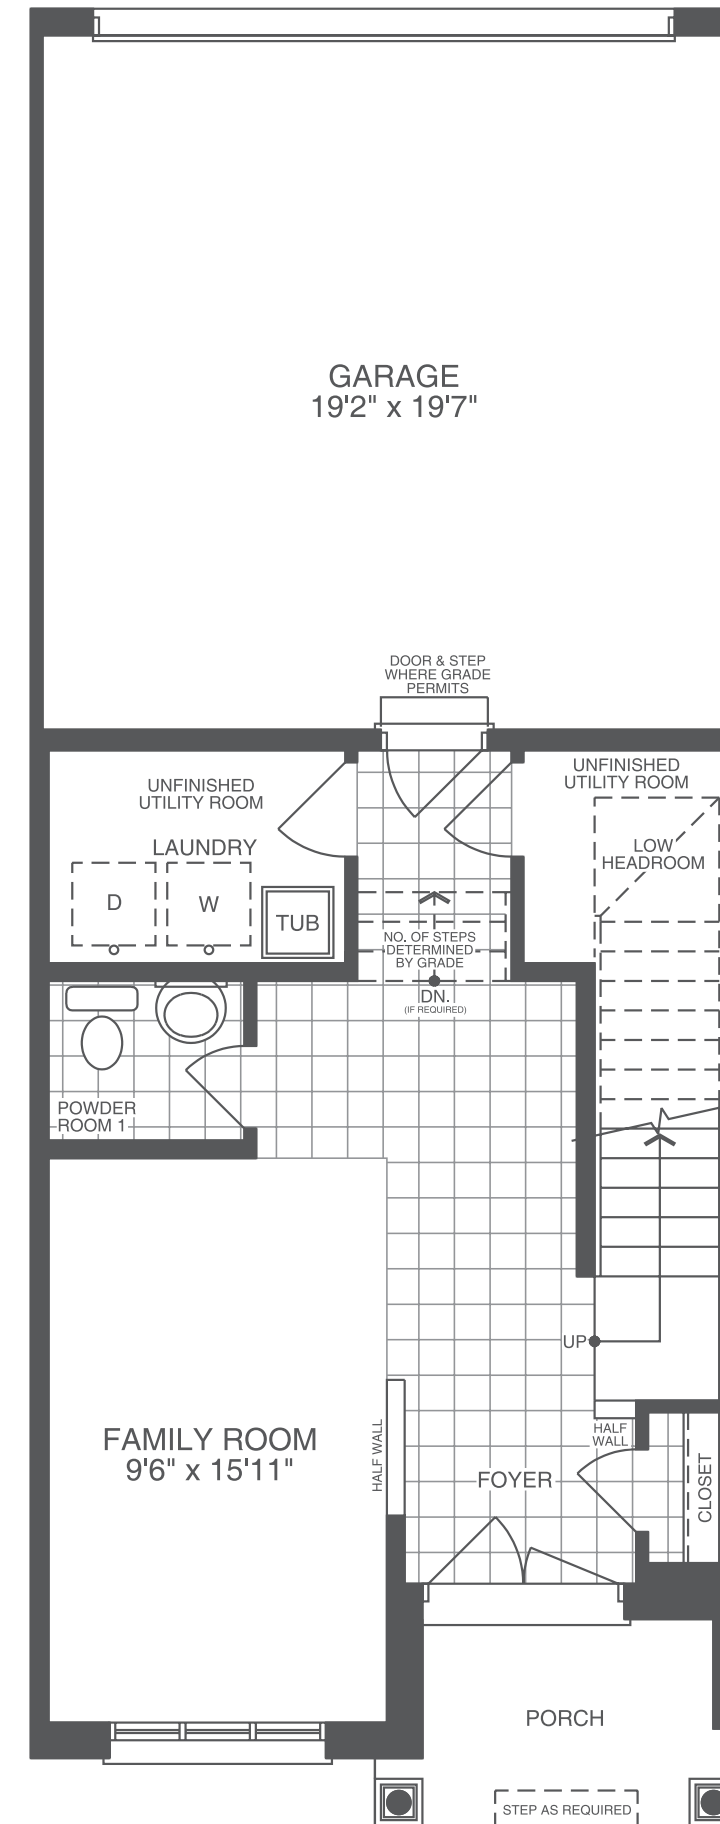 GARAGE
19'2" x 19'7"
DOOR & STEP
WHERE GRADE
PERMITS
UNFINISHED
UTILITY ROOM
LAUNDRY
D
W
TUB
UNFINISHED
UTILITY ROOM
LOW
HEADROOM
NO. OF STEPS
DETERMINED
BY GRADE
DN.
(IF REQUIRED)
POWDER
ROOM 1
UP
FAMILY ROOM
9'6" x 15'11"
HALF WALL
HALF
WALL
FOYER
CLOSET
PORCH
STEP AS REQUIRED